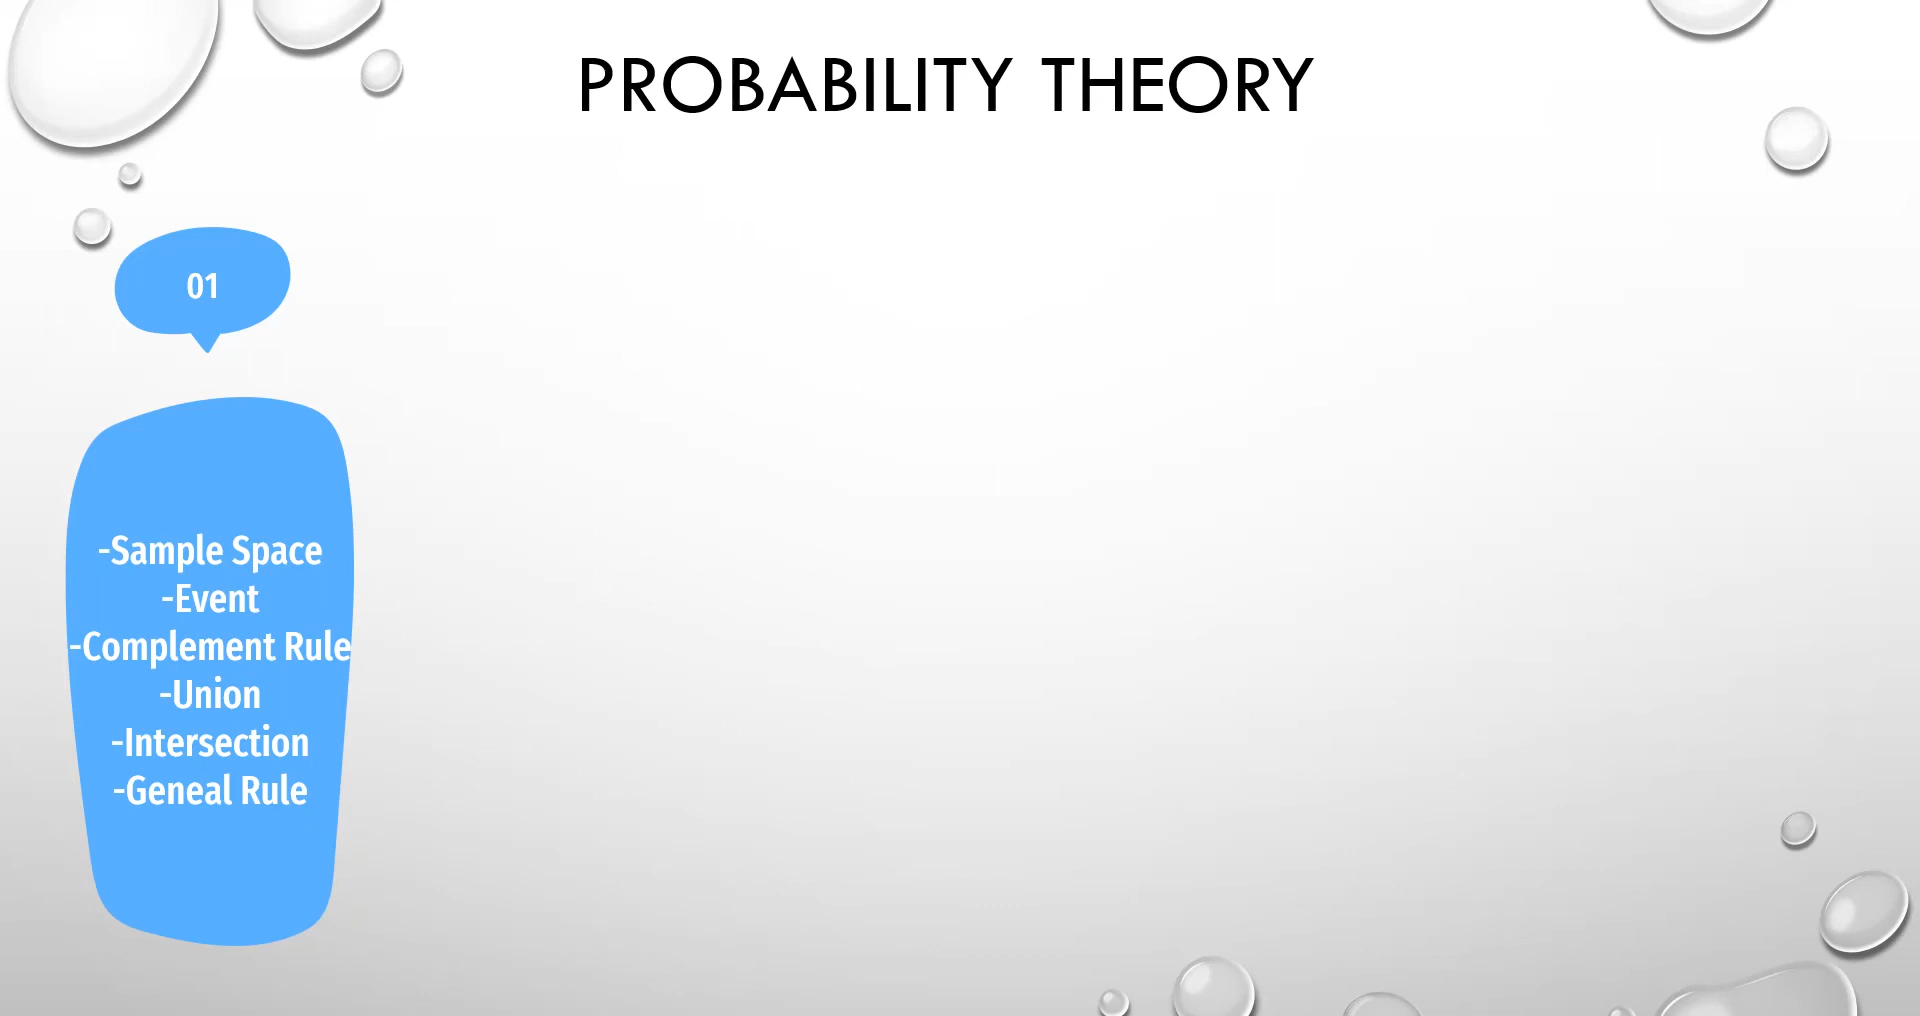 PROBABILITY THEORY
01
-Sample Space
-Event
-Complement Rule
-Union
-Intersection
-Geneal Rule